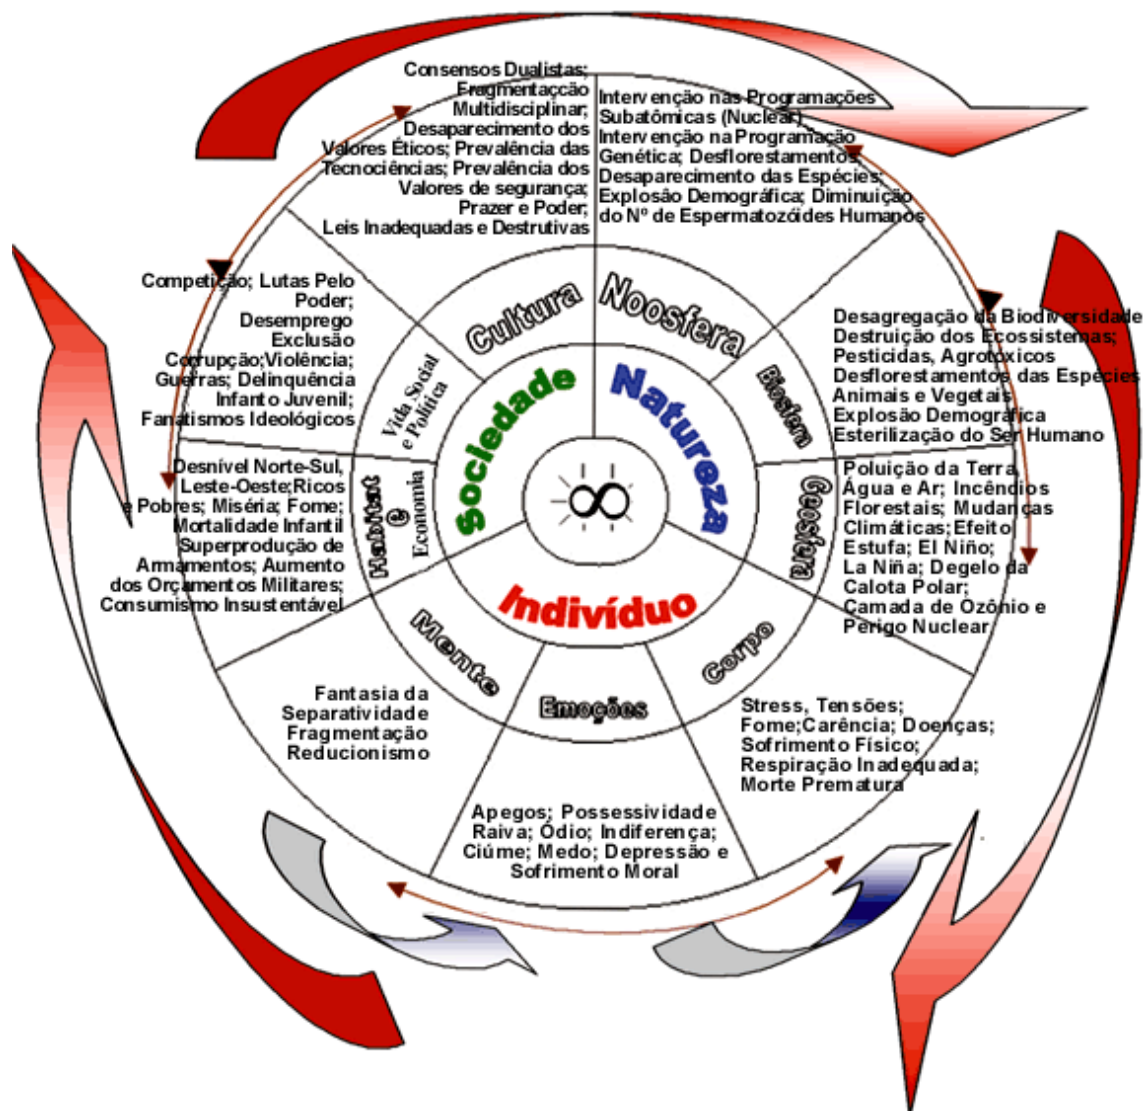 Consensos Dualistas;
Fragmentaçcão
Multidisciplinar;
Desaparecimento dos
Valores Éticos; Prevalência das
Tecnociências; Prevalência dos
Valores de segurança;
Prazer e Poder;
Leis Inadequadas e Destrutivas
Intervenção nas Programações
Subatômicas (Nuclear)
Intervenção na Programação
Genética; Desflorestamentos
Desaparecimento das Espécies;
Explosão Demográfica; Diminuição
do Nº de Espermatozóides Humanos
Competição; Lutas Pelo
Poder;
Desemprego
Exclusão
Corrupção;Violência;
Guerras; Delinquência
Infanto Juvenil;
Fanatismos Ideológicos
Cultura
Noosfera
Vida Social
e Política
Biosfera
Desagregação da Biodiversidade
Destruição dos Ecossistemas;
Pesticidas, Agrotóxicos
Desflorestamentos das Espécies
Animais e Vegetais
Explosão Demográfica
Esterilização do Ser Humano
Sociedade
Natureza
∞
Indivíduo
Desnível Norte-Sul,
Leste-Oeste;Ricos
e Pobres; Miséria; Fome;
Mortalidade Infantil
Superprodução de
Armamentos; Aumento
dos Orçamentos Militares;
Consumismo Insustentável
Habitat
e
Economia
Geosfera
Poluição da Terra,
Água e Ar; Incêndios
Florestais; Mudanças
Climáticas;Efeito
Estufa; El Niño;
La Niña; Degelo da
Calota Polar;
Camada de Ozônio e
Perigo Nuclear
Mente
Emoções
Corpo
Fantasia da
Separatividade
Fragmentação
Reducionismo
Stress, Tensões;
Fome;Carência; Doenças;
Sofrimento Físico;
Respiração Inadequada;
Morte Prematura
Apegos; Possessividade
Raiva; Ódio; Indiferença;
Ciúme; Medo; Depressão e
Sofrimento Moral